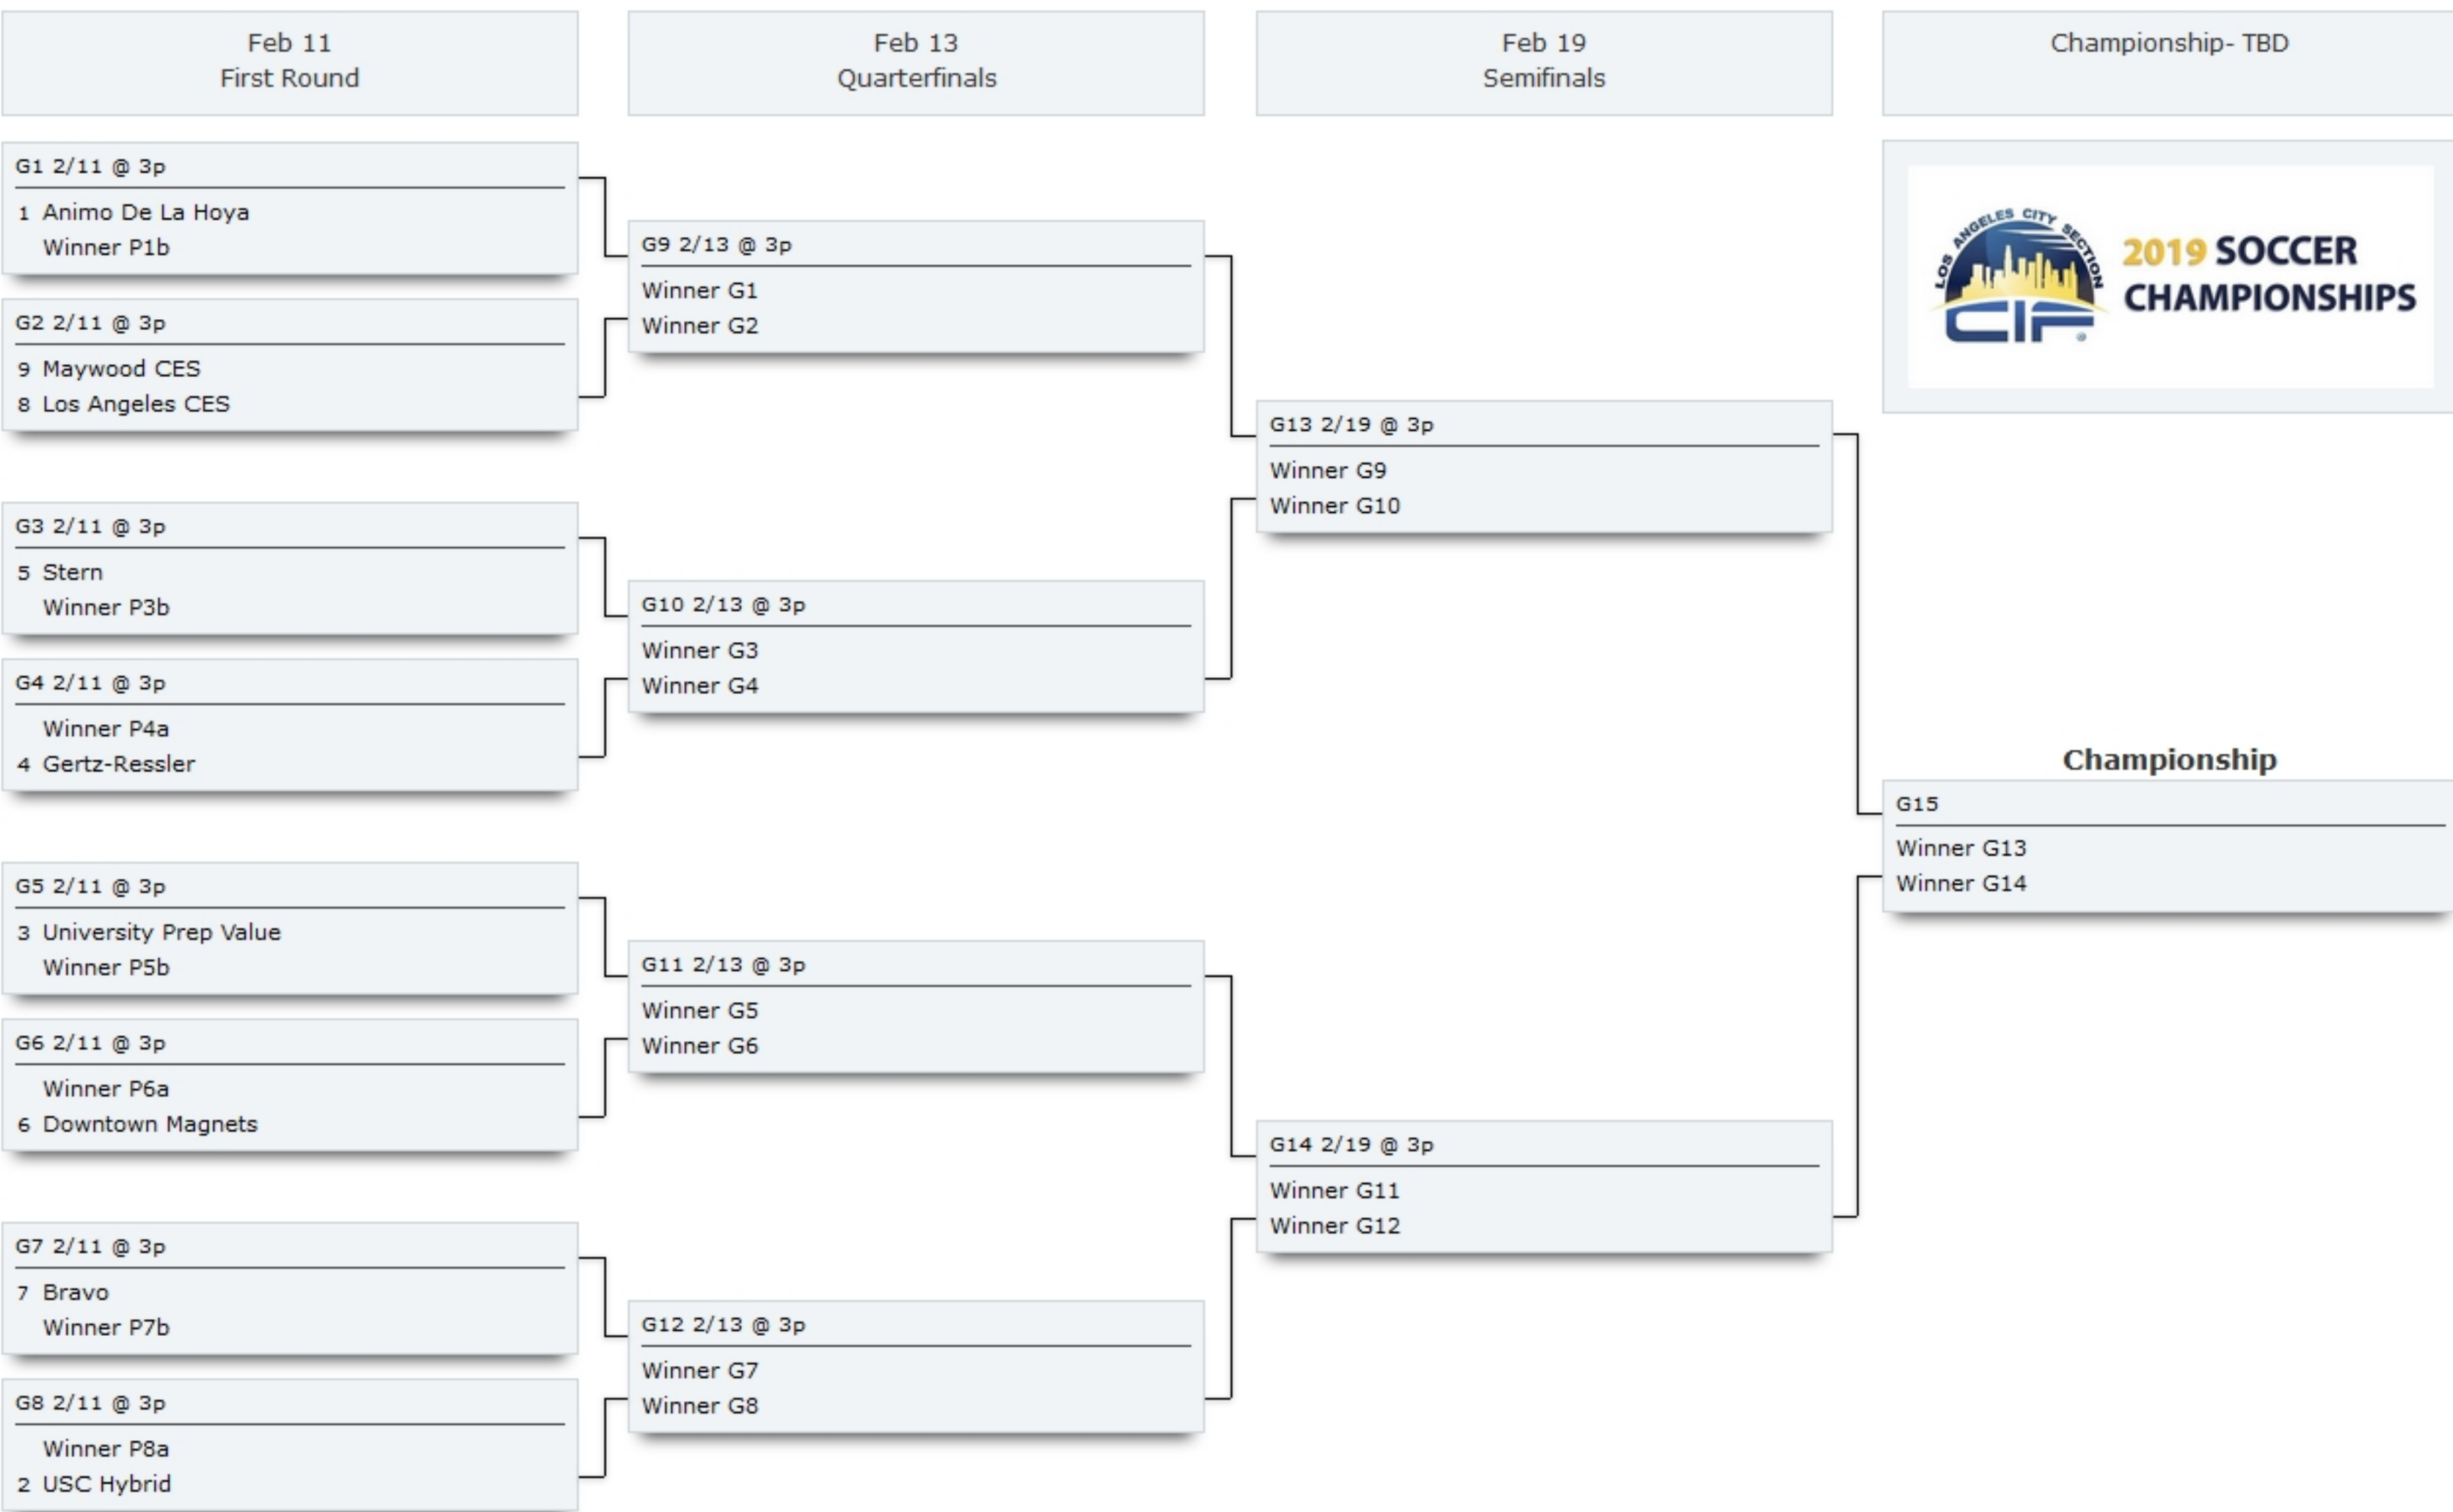 Feb 11
First Round
Feb 13
Quarterfinals
Feb 19
Semifinals
Championship- TBD
G1 2/11 @ 3p
1 Animo De La Hoya
Winner P1b
G2 2/11 @ 3p
9 Maywood CES
8 Los Angeles CES
G3 2/11 @ 3p
5 Stern
Winner P3b
G4 2/11 @ 3p
Winner P4a
4 Gertz-Ressler
G5 2/11 @ 3p
3 University Prep Value
Winner P5b
G6 2/11 @ 3p
Winner P6a
6 Downtown Magnets
G7 2/11 @ 3p
7 Bravo
Winner P7b
G8 2/11 @ 3p
Winner P8a
2 USC Hybrid
G9 2/13 @ 3p
Winner G1
Winner G2
G10 2/13 @ 3p
Winner G3
Winner G4
G11 2/13 @ 3p
Winner G5
Winner G6
G12 2/13 @ 3p
Winner G7
Winner G8
G13 2/19 @ 3p
Winner G9
Winner G10
G14 2/19 @ 3p
Winner G11
Winner G12
LOS ANGELES CITY SECTION
CIF®
2019 SOCCER
CHAMPIONSHIPS
Championship
G15
Winner G13
Winner G14